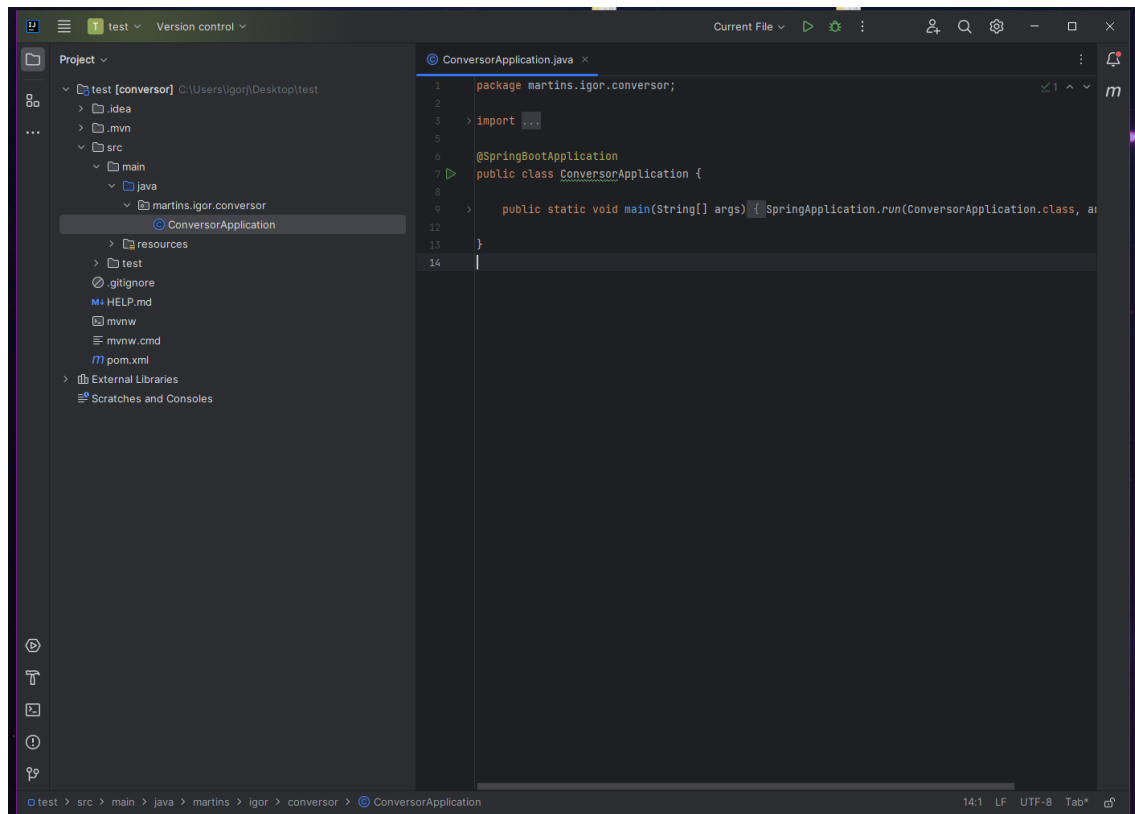 T test Version control Current File
Project
ConversorApplication.java
test [conversor] C:\Users\igorj\Desktop\test
.idea
.mvn
src
main
java
martins.igor.conversor
ConversorApplication
resources
test
.gitignore
M↓ HELP.md
mvnw
mvnw.cmd
m pom.xml
External Libraries
Scratches and Consoles
1 package martins.igor.conversor;
2
3 import ...
5
6 @SpringBootApplication
7 public class ConversorApplication {
8
9 public static void main(String[] args) { SpringApplication.run(ConversorApplication.class, ar
12
13 }
14
1
m
test > src > main > java > martins > igor > conversor > ConversorApplication
14:1 LF UTF-8 Tab*